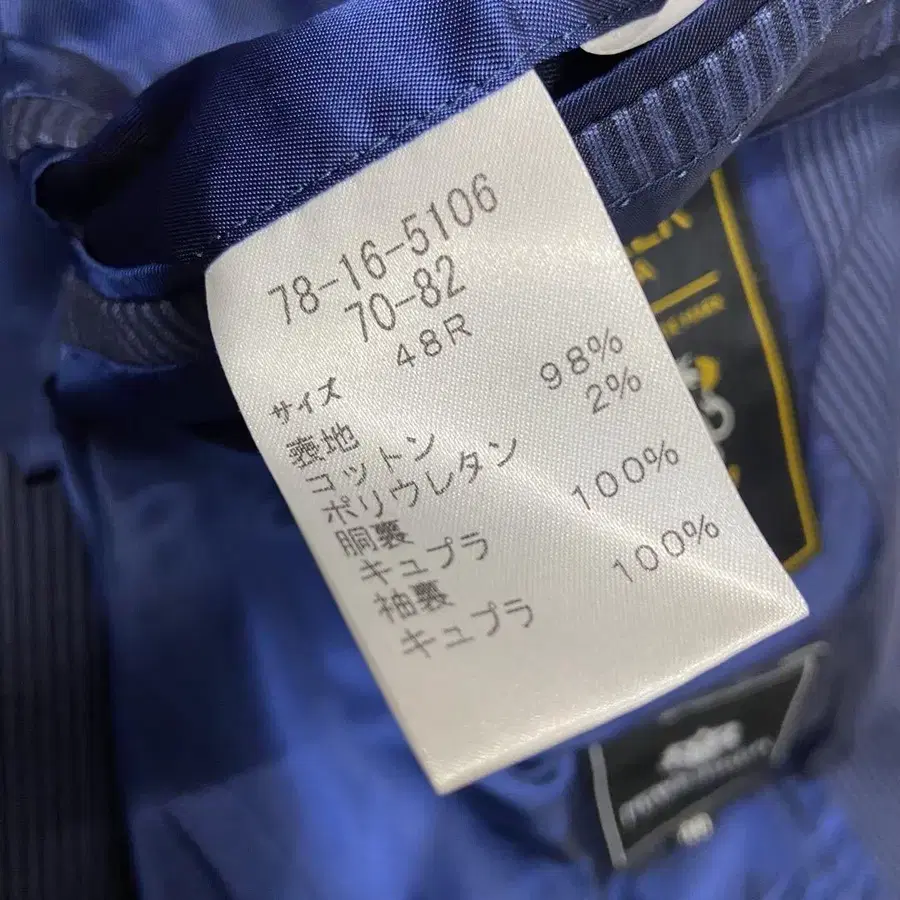 78-16-5106
70-82
サイズ 48R
表地
コットン 98%
ポリウレタン 2%
胴裏
キュプラ 100%
袖裏
キュプラ 100%